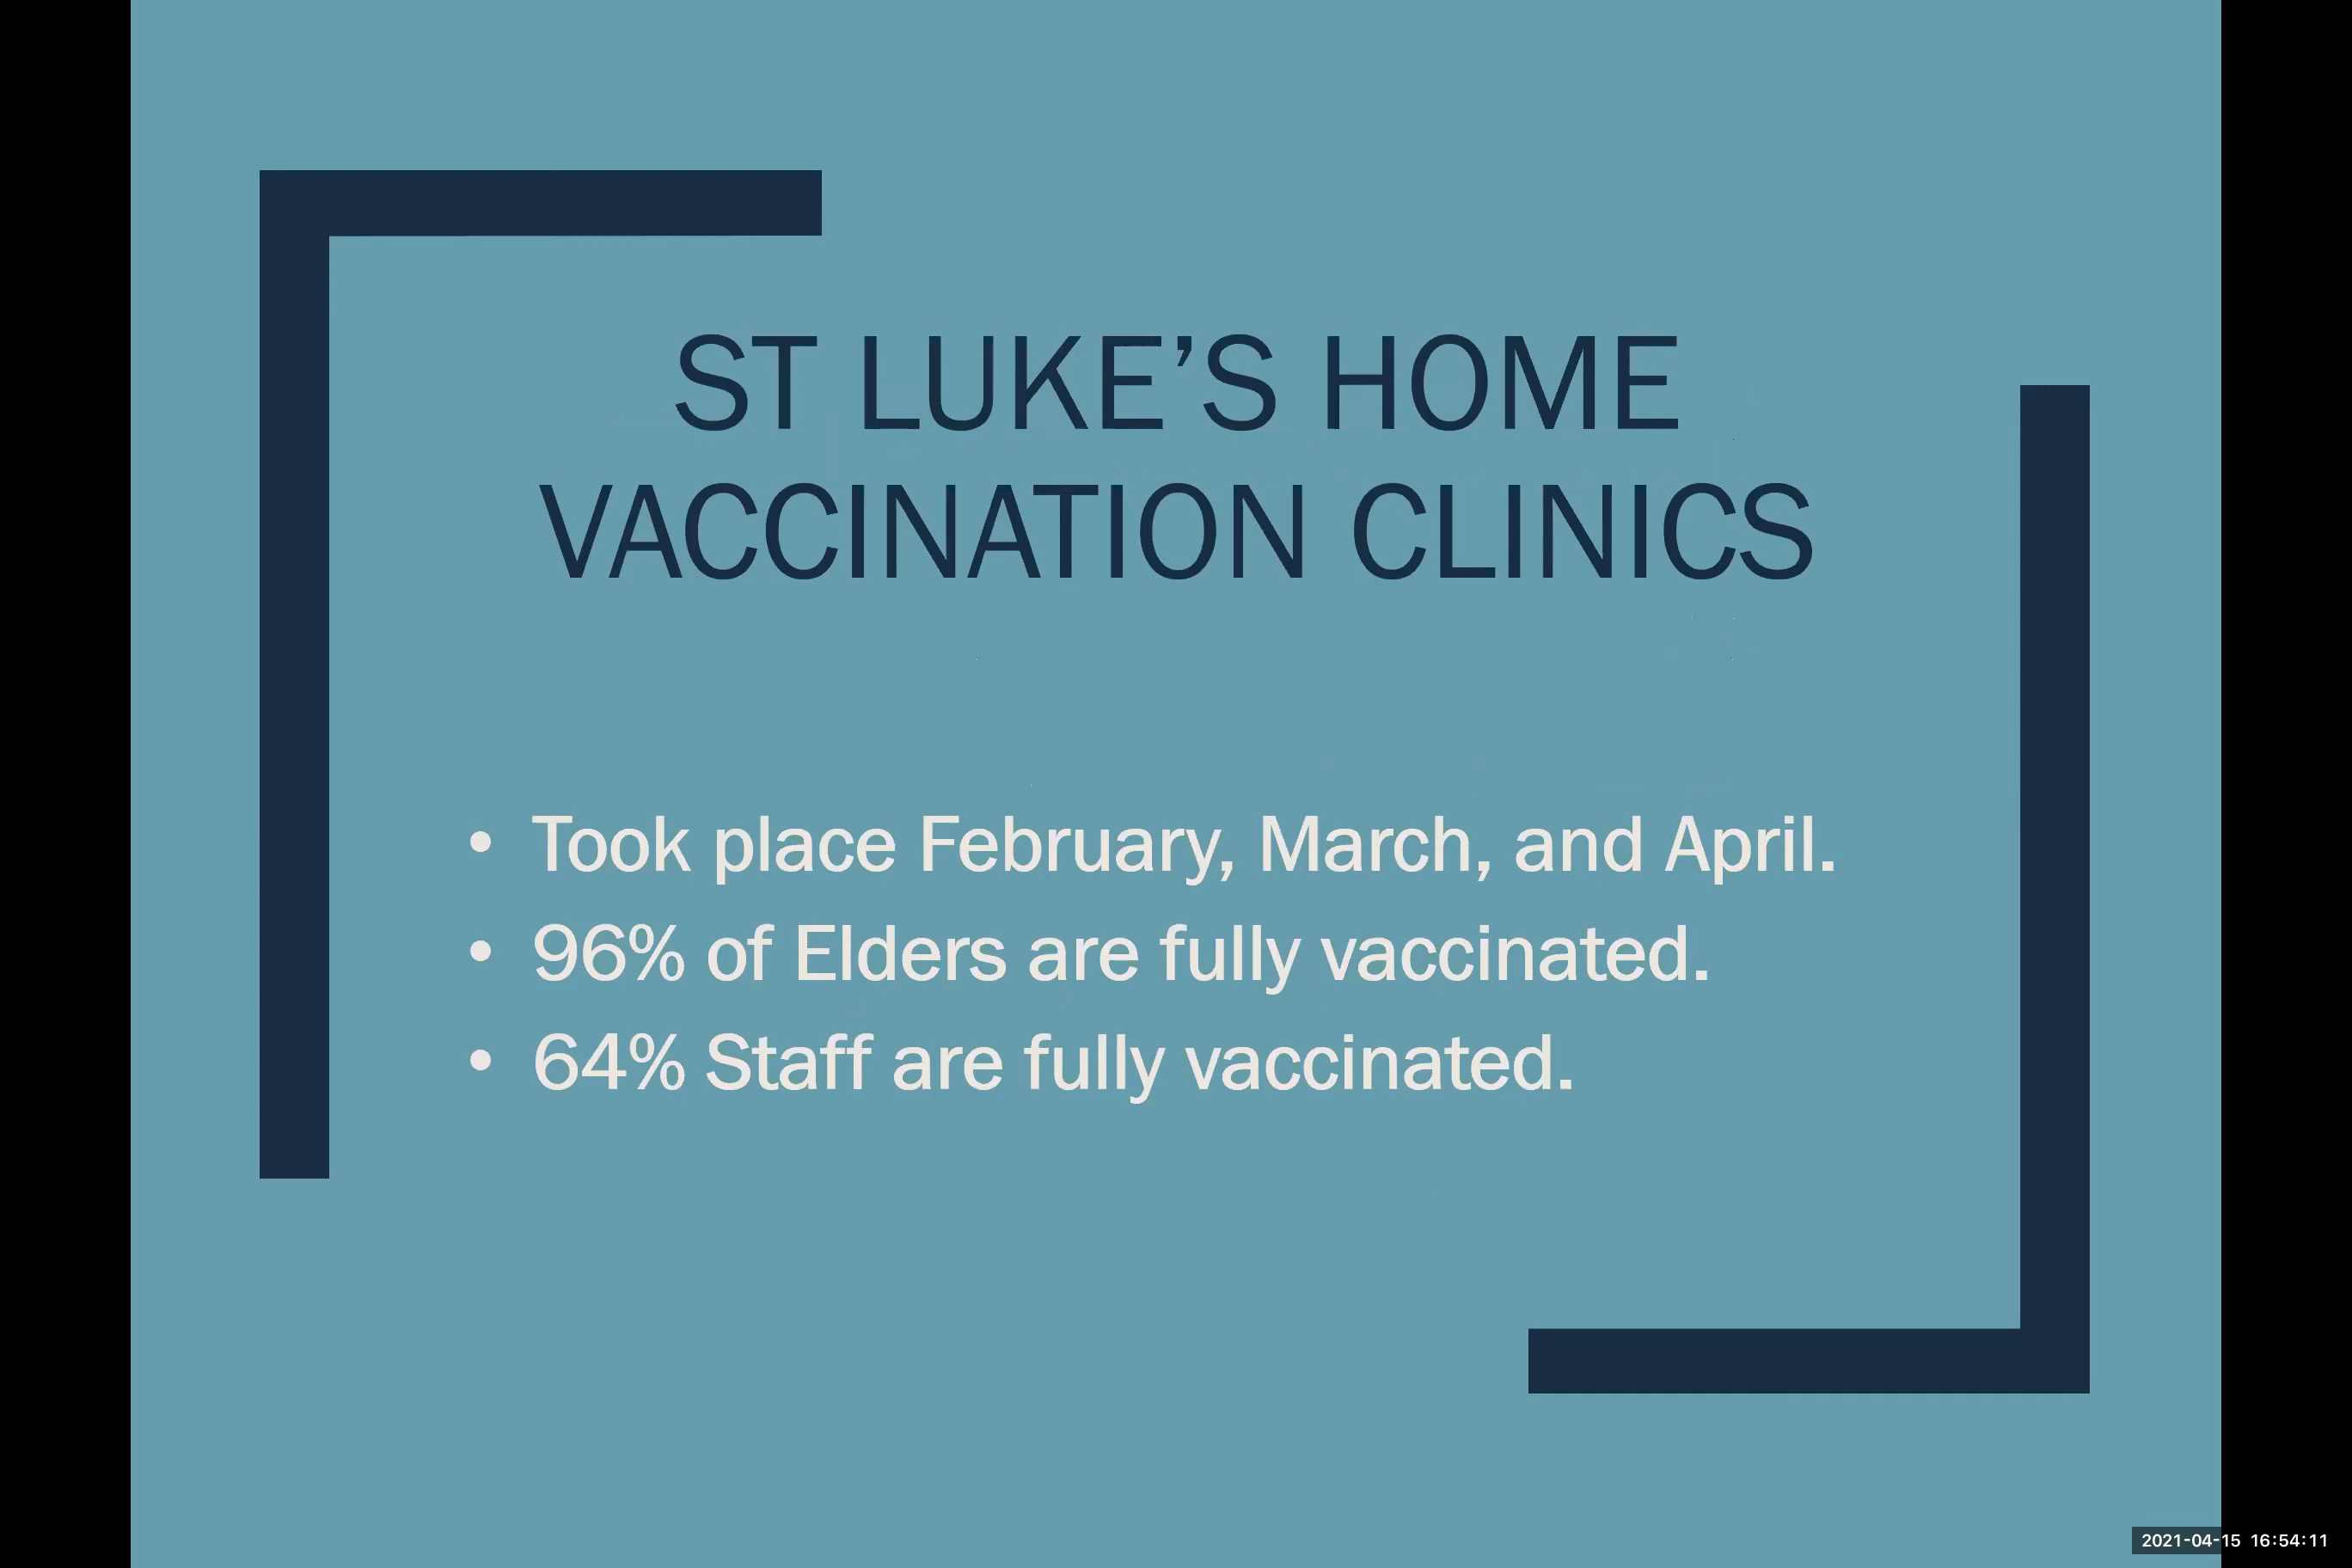 ST LUKE’S HOME
VACCINATION CLINICS
• Took place February, March, and April.
• 96% of Elders are fully vaccinated.
• 64% Staff are fully vaccinated.
2021-04-15 16:54:11